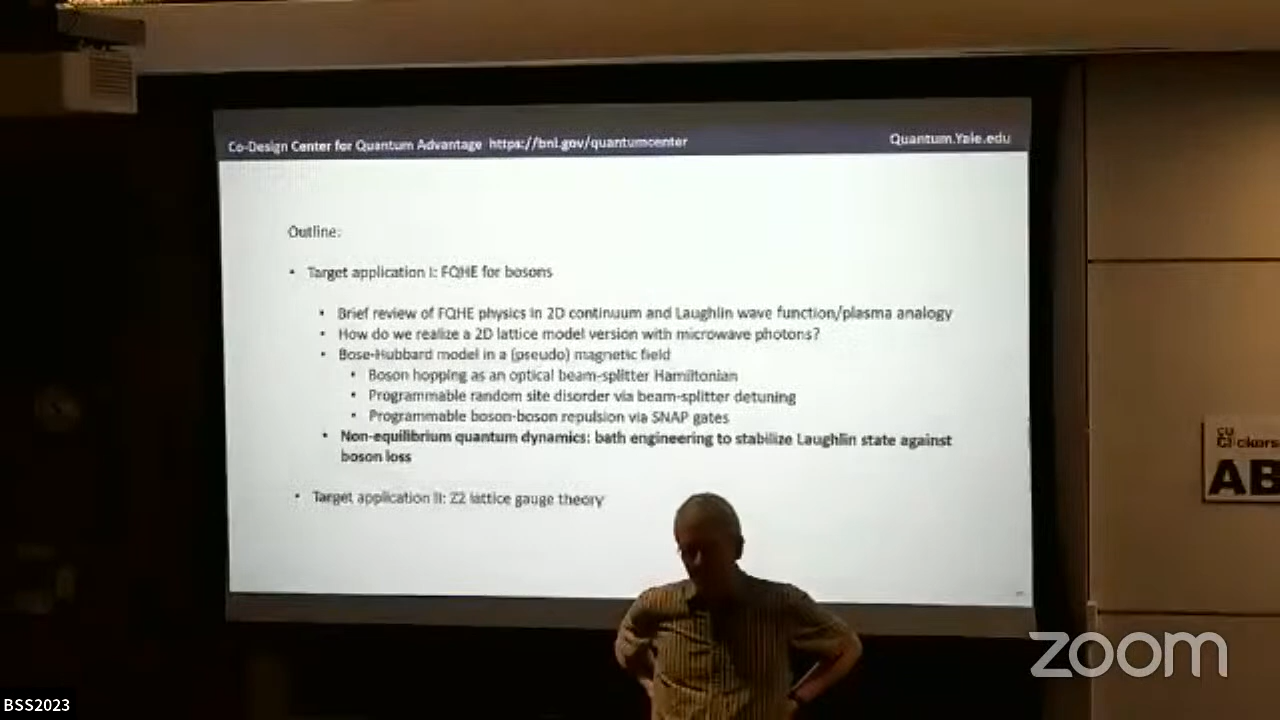 Co-Design Center for Quantum Advantage https://bnl.gov/quantumcenter
Quantum.Yale.edu
Outline:
• Target application I: FQHE for bosons
• Brief review of FQHE physics in 2D continuum and Laughlin wave function/plasma analogy
• How do we realize a 2D lattice model version with microwave photons?
• Bose-Hubbard model in a (pseudo) magnetic field
• Boson hopping as an optical beam-splitter Hamiltonian
• Programmable random site disorder via beam-splitter detuning
• Programmable boson-boson repulsion via SNAP gates
• Non-equilibrium quantum dynamics: bath engineering to stabilize Laughlin state against
boson loss
• Target application II: Z2 lattice gauge theory
AB
zoom
BSS2023